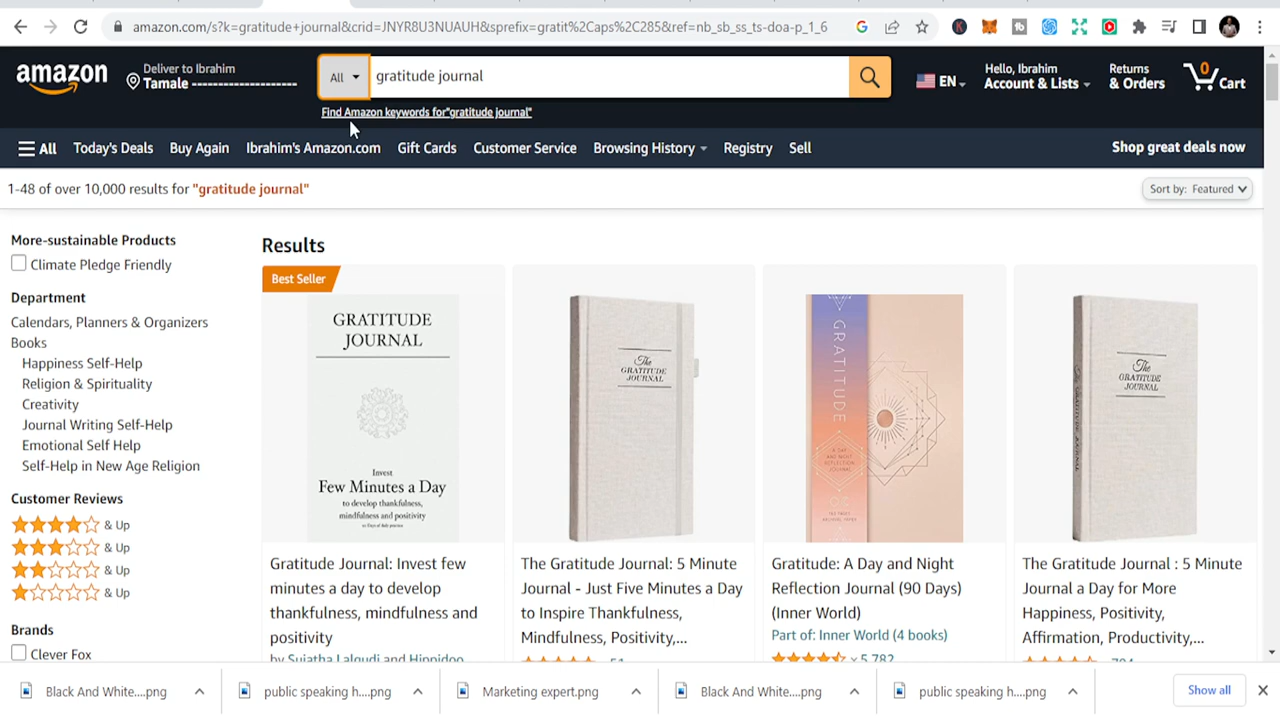 amazon.com/s?k=gratitude+journal&crid=JNYR8U3NUAUH&sprefix=gratit%2Caps%2C285&ref=nb_sb_ss_ts-doa-p_1_6
amazon
Deliver to Ibrahim
Tamale
All
gratitude journal
EN
Hello, Ibrahim
Account & Lists
Returns
& Orders
0
Cart
Find Amazon keywords for"gratitude journal"
All
Today's Deals
Buy Again
Ibrahim's Amazon.com
Gift Cards
Customer Service
Browsing History
Registry
Sell
Shop great deals now
1-48 of over 10,000 results for "gratitude journal"
Sort by: Featured
More-sustainable Products
Climate Pledge Friendly
Department
Calendars, Planners & Organizers
Books
Happiness Self-Help
Religion & Spirituality
Creativity
Journal Writing Self-Help
Emotional Self Help
Self-Help in New Age Religion
Customer Reviews
& Up
& Up
& Up
& Up
Brands
Clever Fox
Results
Best Seller
GRATITUDE
JOURNAL
Invest
Few Minutes a Day
to develop thankfulness,
mindfulness and positivity
Gratitude Journal: Invest few
minutes a day to develop
thankfulness, mindfulness and
positivity
by Sujatha Lalgudi and Hippidoo
The
GRATITUDE
JOURNAL
The Gratitude Journal: 5 Minute
Journal - Just Five Minutes a Day
to Inspire Thankfulness,
Mindfulness, Positivity,...
51
GRATITUDE
A DAY
AND NIGHT
REFLECTION
JOURNAL
Gratitude: A Day and Night
Reflection Journal (90 Days)
(Inner World)
Part of: Inner World (4 books)
5,782
The
GRATITUDE
JOURNAL
The Gratitude Journal : 5 Minute
Journal a Day for More
Happiness, Positivity,
Affirmation, Productivity,...
Black And White....png
public speaking h....png
Marketing expert.png
Black And White....png
public speaking h....png
Show all